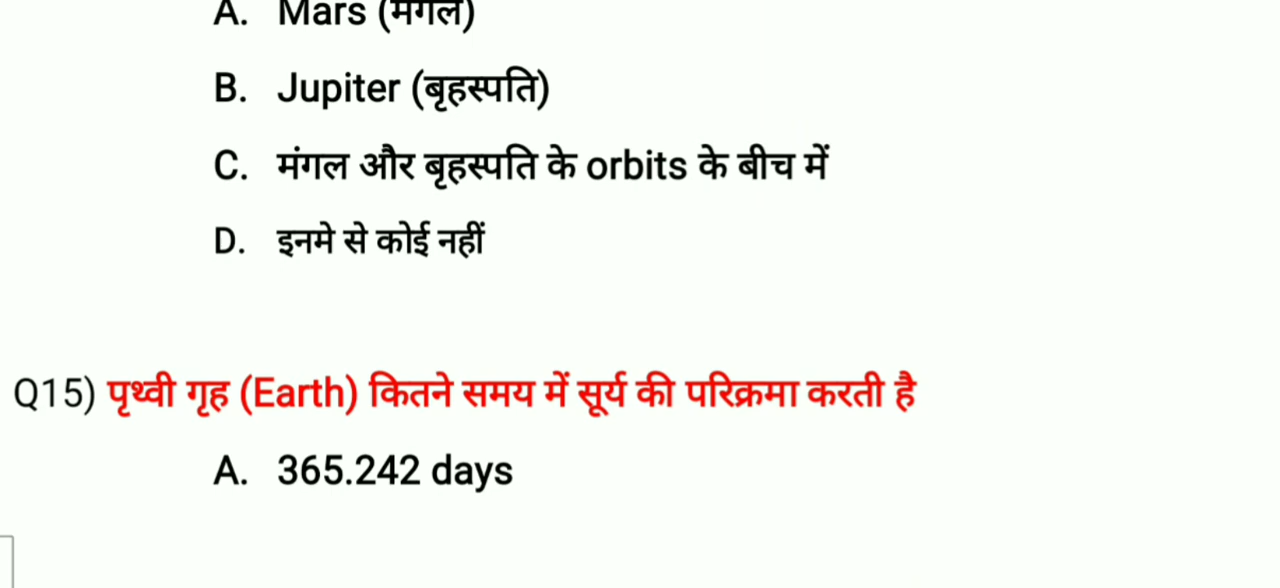 A. Mars (मंगल)
B. Jupiter (बृहस्पति)
C. मंगल और बृहस्पति के orbits के बीच में
D. इनमे से कोई नहीं
Q15) पृथ्वी गृह (Earth) कितने समय में सूर्य की परिक्रमा करती है
A. 365.242 days